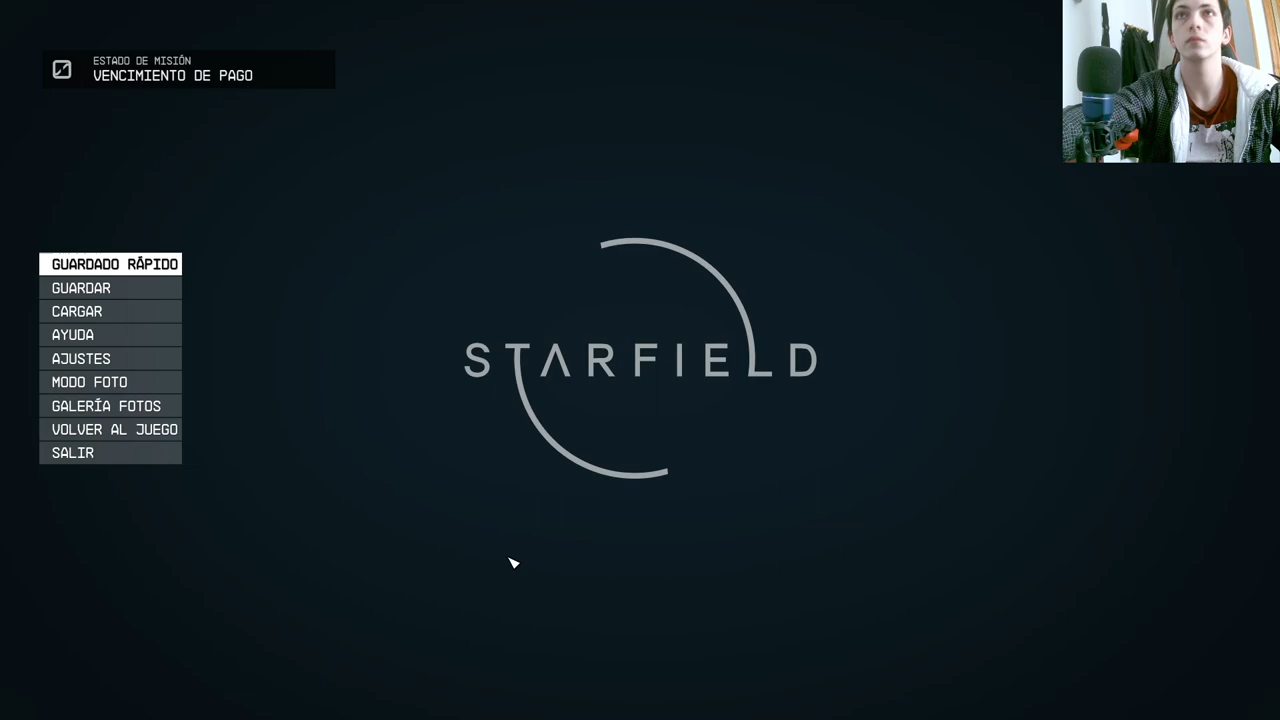 ESTADO DE MISIÓN
VENCIMIENTO DE PAGO
GUARDADO RÁPIDO
GUARDAR
CARGAR
AYUDA
AJUSTES
MODO FOTO
GALERÍA FOTOS
VOLVER AL JUEGO
SALIR
STARFIELD